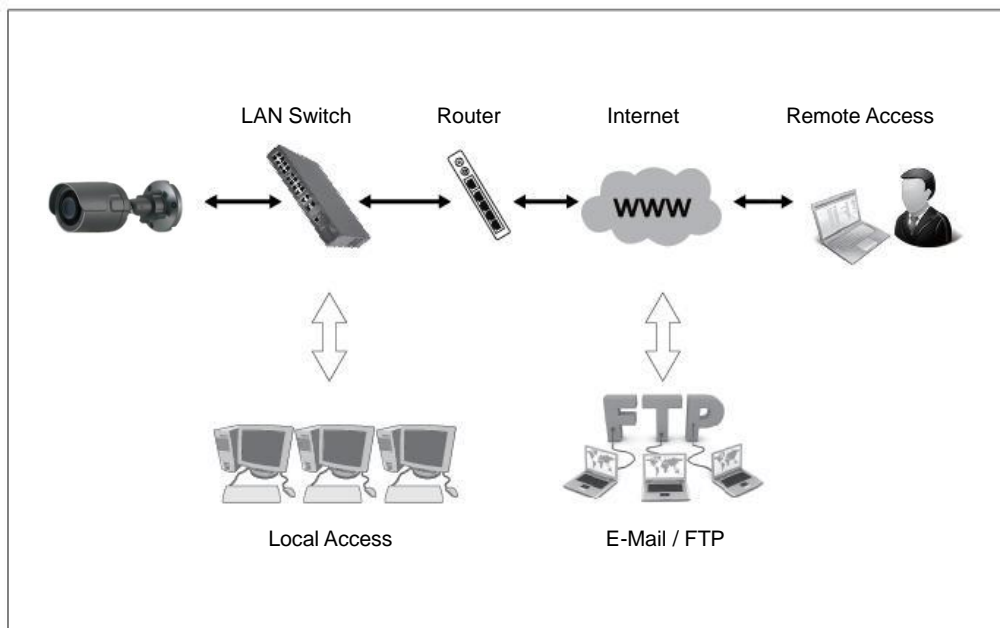 LAN Switch
Router
Internet
Remote Access
WWW
FTP
Local Access
E-Mail / FTP